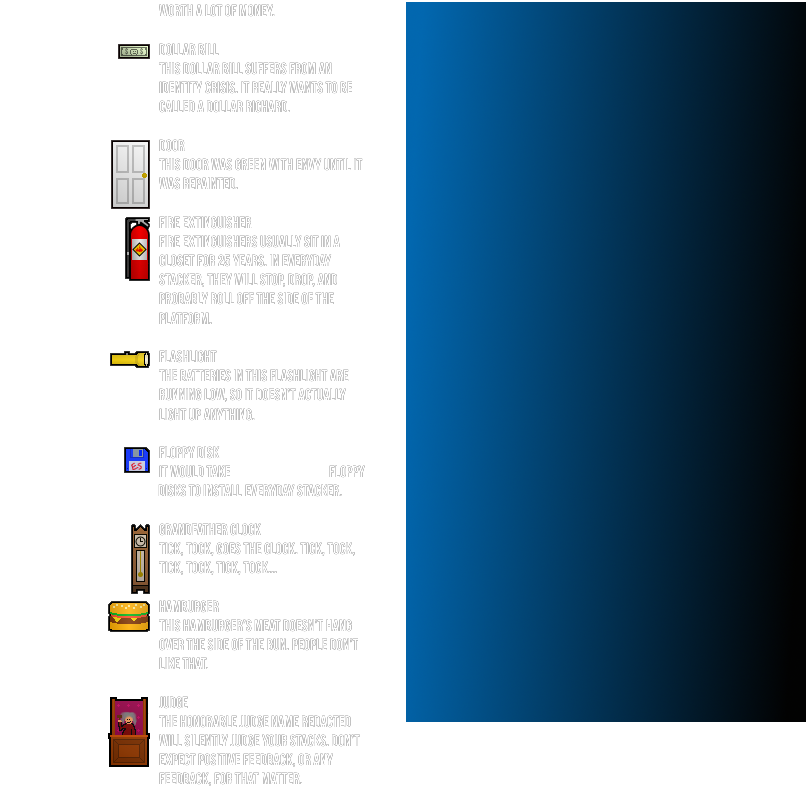 WORTH A LOT OF MONEY.
DOLLAR BILL
THIS DOLLAR BILL SUFFERS FROM AN
IDENTITY CRISIS. IT REALLY WANTS TO BE
CALLED A DOLLAR RICHARD.
DOOR
THIS DOOR WAS GREEN WITH ENVY UNTIL IT
WAS REPAINTED.
FIRE EXTINGUISHER
FIRE EXTINGUISHERS USUALLY SIT IN A
CLOSET FOR 25 YEARS. IN EVERYDAY
STACKER, THEY WILL STOP, DROP, AND
PROBABLY ROLL OFF THE SIDE OF THE
PLATFORM.
FLASHLIGHT
THE BATTERIES IN THIS FLASHLIGHT ARE
RUNNING LOW, SO IT DOESN'T ACTUALLY
LIGHT UP ANYTHING.
FLOPPY DISK
IT WOULD TAKE FLOPPY
DISKS TO INSTALL EVERYDAY STACKER.
ES
GRANDFATHER CLOCK
TICK, TOCK, GOES THE CLOCK. TICK, TOCK,
TICK, TOCK, TICK, TOCK...
HAMBURGER
THIS HAMBURGER'S MEAT DOESN'T HANG
OVER THE SIDE OF THE BUN. PEOPLE DON'T
LIKE THAT.
JUDGE
THE HONORABLE JUDGE NAME REDACTED
WILL SILENTLY JUDGE YOUR STACKS. DON'T
EXPECT POSITIVE FEEDBACK, OR ANY
FEEDBACK, FOR THAT MATTER.